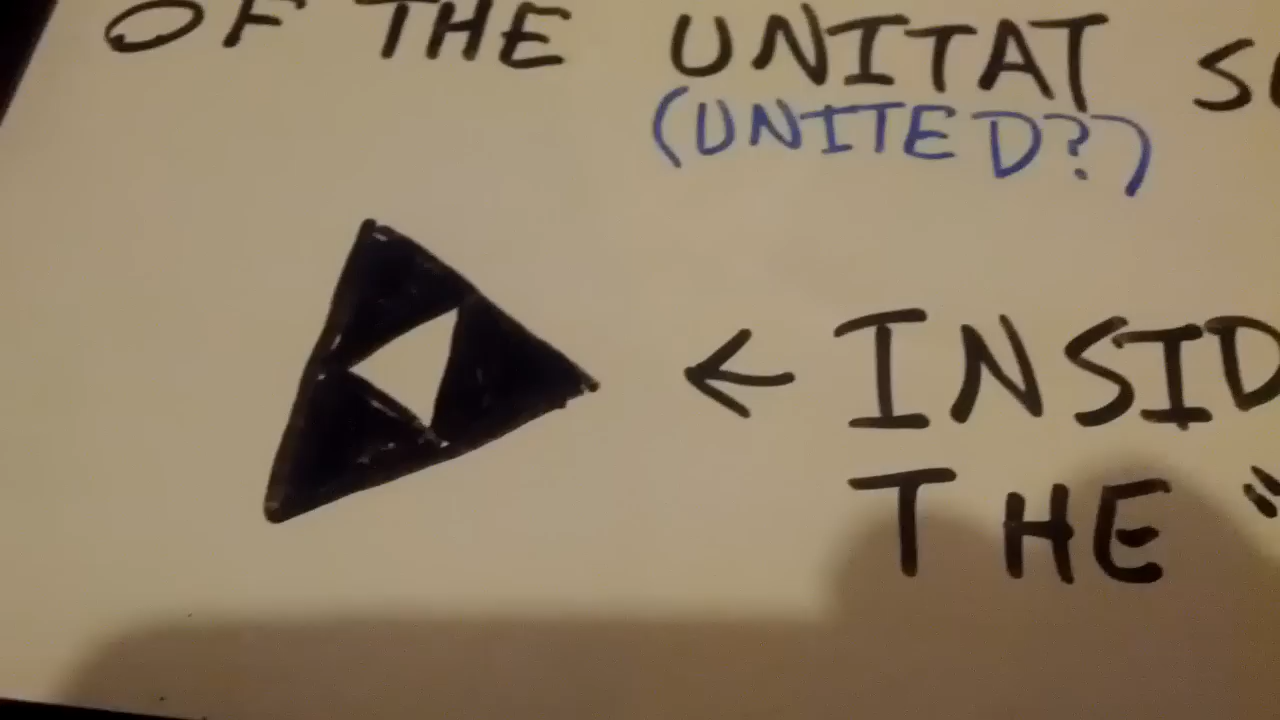 OF THE UNITAT
(UNITED?)
← INSID
THE "